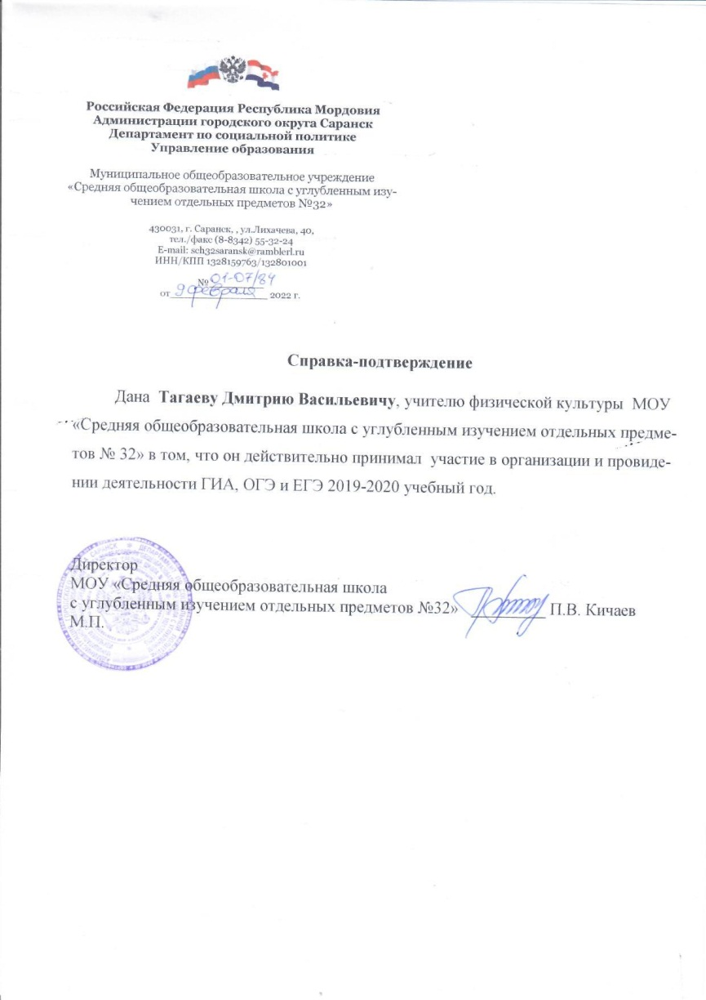 Российская Федерация Республика Мордовия
Администрации городского округа Саранск
Департамент по социальной политике
Управление образования
Муниципальное общеобразовательное учреждение
«Средняя общеобразовательная школа с углубленным изу-
чением отдельных предметов №32»
430031, г. Саранск, , ул.Лихачева, 40,
тел./факс (8-8342) 55-32-24
E-mail: sch32saransk@ramblerl.ru
ИНН/КПП 1328159763/132801001
№ 01-07/84
от 9 февраля 2022 г.
Справка-подтверждение
Дана Тагаеву Дмитрию Васильевичу, учителю физической культуры МОУ
«Средняя общеобразовательная школа с углубленным изучением отдельных предме-
тов № 32» в том, что он действительно принимал участие в организации и провиде-
нии деятельности ГИА, ОГЭ и ЕГЭ 2019-2020 учебный год.
Директор
МОУ «Средняя общеобразовательная школа
с углубленным изучением отдельных предметов №32» П.В. Кичаев
М.П.